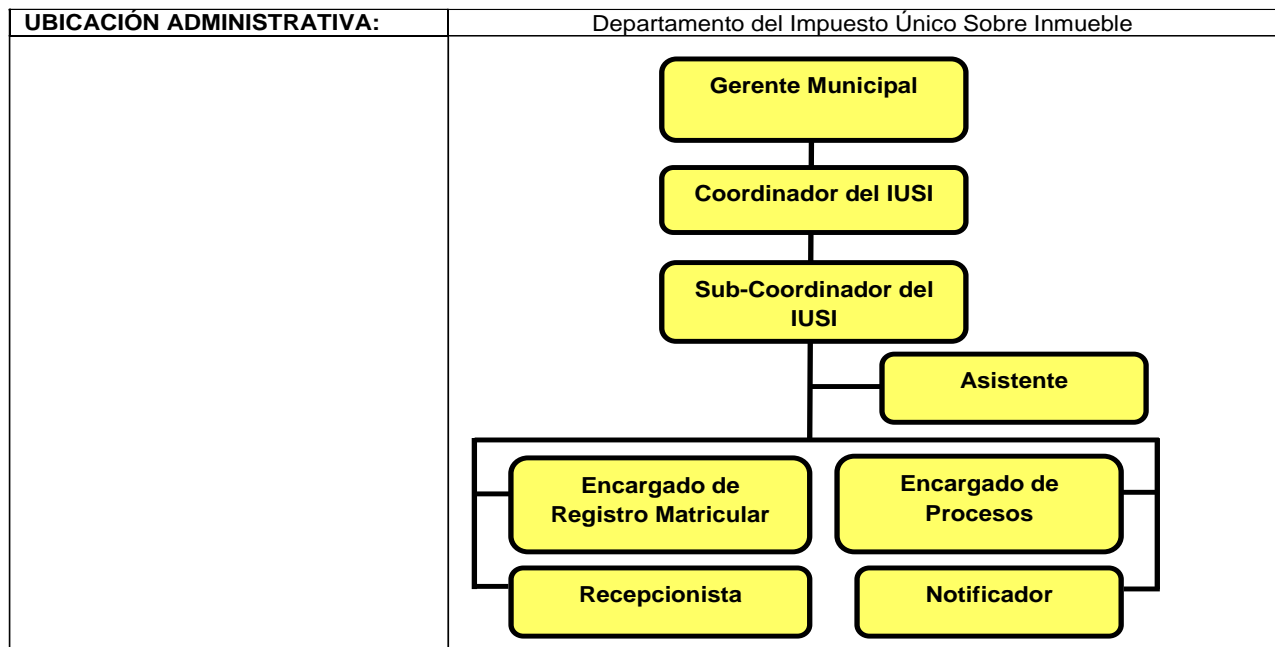 UBICACIÓN ADMINISTRATIVA:
Departamento del Impuesto Único Sobre Inmueble
Gerente Municipal
Coordinador del IUSI
Sub-Coordinador del
IUSI
Asistente
Encargado de
Registro Matricular
Encargado de
Procesos
Recepcionista
Notificador